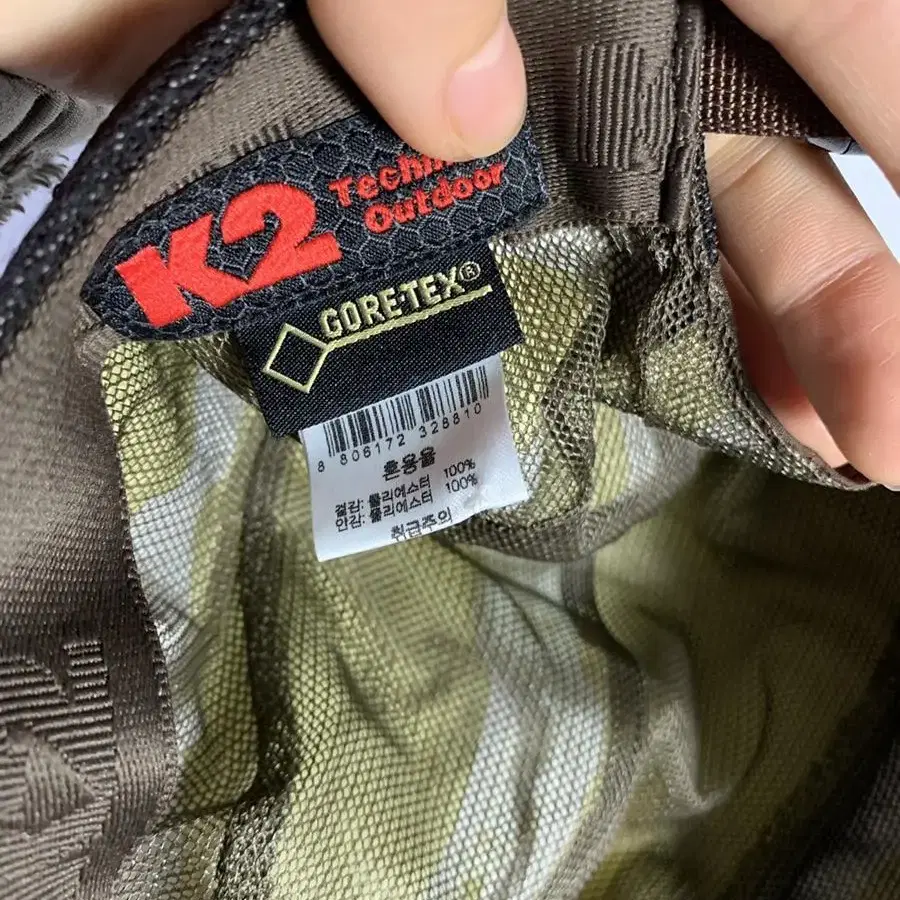 K2
Outdoor
GORE-TEX®
8 806172 328810
혼용율
겉감: 폴리에스터 100%
안감: 폴리에스터 100%
취급주의